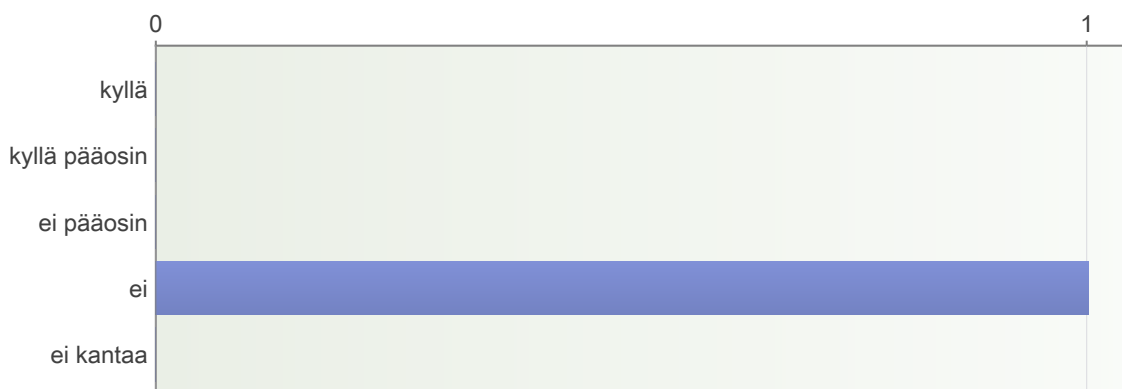 0 1
kyllä
kyllä pääosin
ei pääosin
ei
ei kantaa